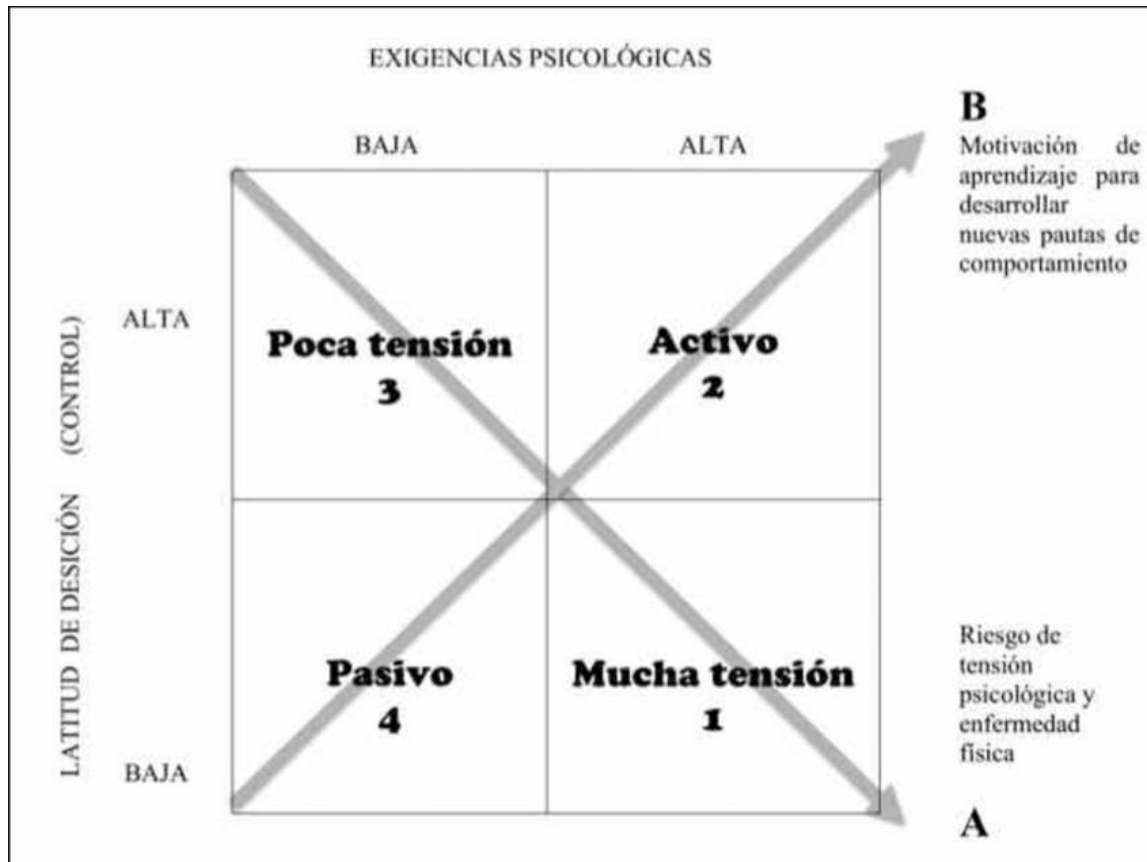 EXIGENCIAS PSICOLÓGICAS
BAJA
ALTA
B
Motivación de
aprendizaje para
desarrollar
nuevas pautas de
comportamiento
LATITUD DE DESICIÓN (CONTROL)
ALTA
Poca tensión
3
Activo
2
BAJA
Pasivo
4
Mucha tensión
1
Riesgo de
tensión
psicológica y
enfermedad
física
A